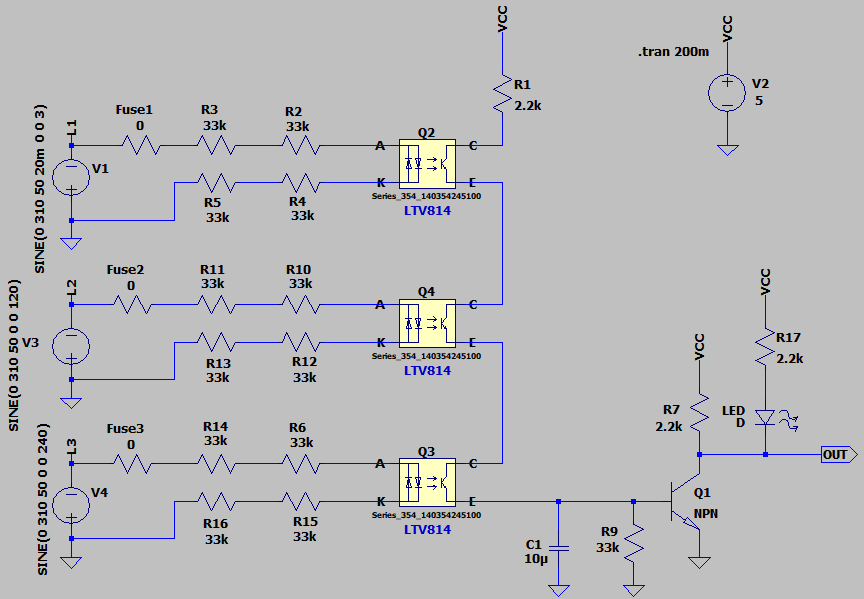 VCC
R1
2.2k
.tran 200m
VCC
V2
5
SINE(0 310 50 20m 0 0 3)
L1
V1
Fuse1
0
R3
33k
R2
33k
R5
33k
R4
33k
Q2
A
C
K
E
Series_354_140354245100
LTV814
SINE(0 310 50 0 0 120)
L2
V3
Fuse2
0
R11
33k
R10
33k
R13
33k
R12
33k
Q4
A
C
K
E
Series_354_140354245100
LTV814
SINE(0 310 50 0 0 240)
L3
V4
Fuse3
0
R14
33k
R6
33k
R16
33k
R15
33k
Q3
A
C
K
E
Series_354_140354245100
LTV814
C1
10µ
R9
33k
VCC
R7
2.2k
VCC
R17
2.2k
LED
D
OUT
Q1
NPN